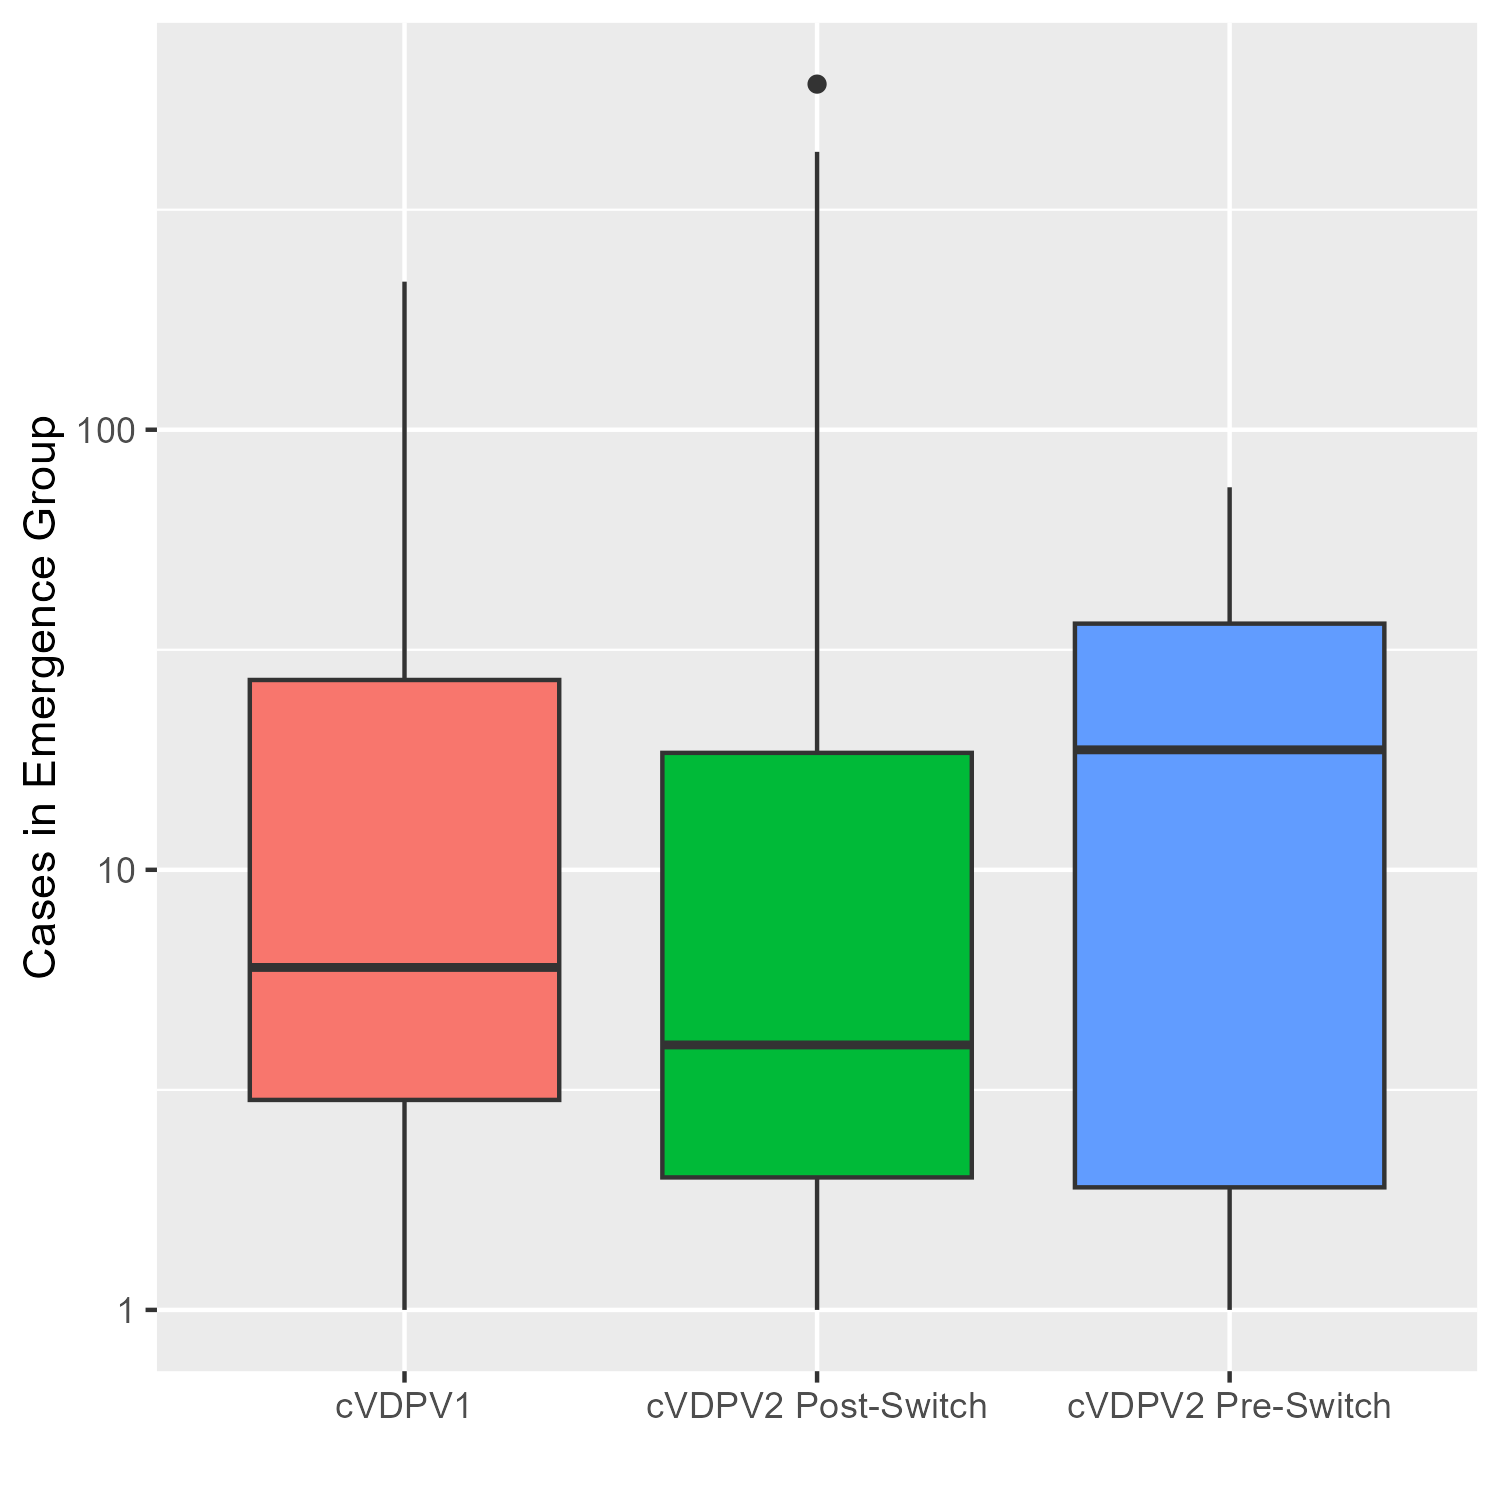 Cases in Emergence Group
100
10
1
cVDPV1
cVDPV2 Post-Switch
cVDPV2 Pre-Switch